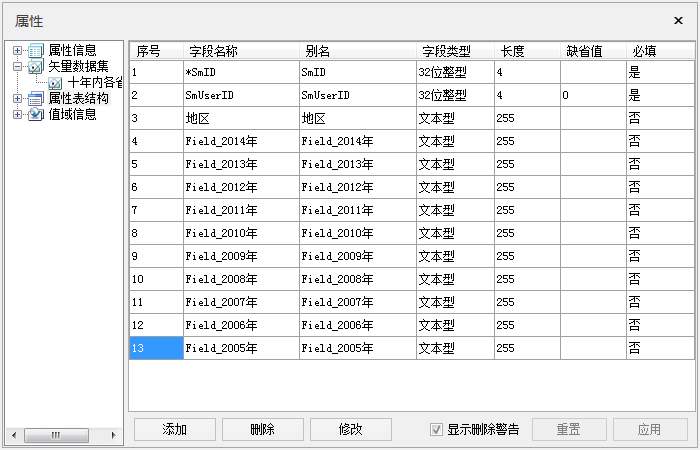 属性
属性信息
矢量数据集
十年内各省
属性表结构
值域信息
序号 字段名称 别名 字段类型 长度 缺省值 必填
1 *SmID SmID 32位整型 4 是
2 SmUserID SmUserID 32位整型 4 0 是
3 地区 地区 文本型 255 否
4 Field_2014年 Field_2014年 文本型 255 否
5 Field_2013年 Field_2013年 文本型 255 否
6 Field_2012年 Field_2012年 文本型 255 否
7 Field_2011年 Field_2011年 文本型 255 否
8 Field_2010年 Field_2010年 文本型 255 否
9 Field_2009年 Field_2009年 文本型 255 否
10 Field_2008年 Field_2008年 文本型 255 否
11 Field_2007年 Field_2007年 文本型 255 否
12 Field_2006年 Field_2006年 文本型 255 否
13 Field_2005年 Field_2005年 文本型 255 否
添加 删除 修改 显示删除警告 重置 应用